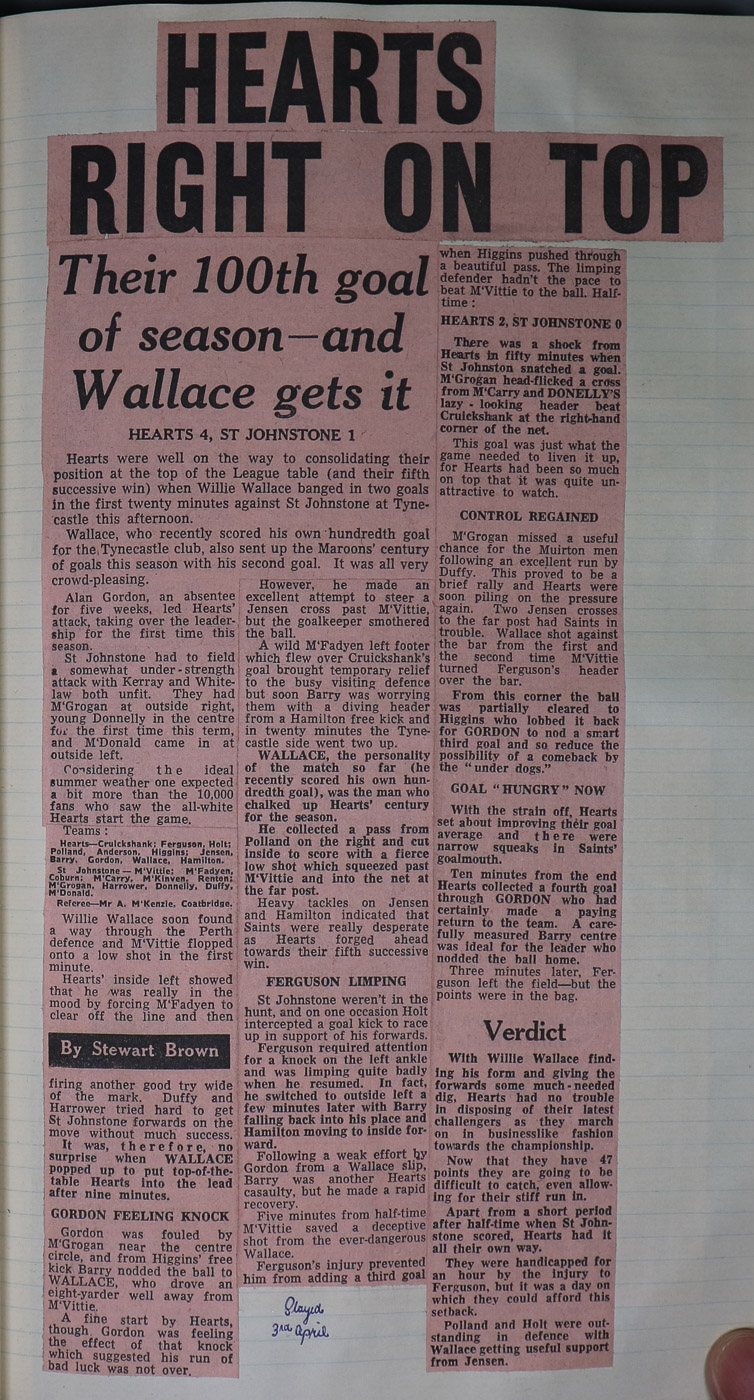 HEARTS
RIGHT ON TOP
Their 100th goal
of season—and
Wallace gets it
HEARTS 4, ST JOHNSTONE 1
Hearts were well on the way to consolidating their
position at the top of the League table (and their fifth
successive win) when Willie Wallace banged in two goals
in the first twenty minutes against St Johnstone at Tyne-
castle this afternoon.
Wallace, who recently scored his own hundredth goal
for the Tynecastle club, also sent up the Maroons' century
of goals this season with his second goal. It was all very
crowd-pleasing.
Alan Gordon, an absentee
for five weeks, led Hearts'
attack, taking over the leader-
ship for the first time this
season.
St Johnstone had to field
a somewhat under-strength
attack with Kerray and White-
law both unfit. They had
M'Grogan at outside right,
young Donnelly in the centre
for the first time this term,
and M'Donald came in at
outside left.
Considering the ideal
summer weather one expected
a bit more than the 10,000
fans who saw the all-white
Hearts start the game.
Teams :
Hearts—Cruickshank; Ferguson, Holt;
Polland, Anderson, Higgins; Jensen,
Barry, Gordon, Wallace, Hamilton.
St Johnstone — M'Vittie; M'Fadyen,
Coburn; M'Carry, M'Kinven, Renton;
M'Grogan, Harrower, Donnelly, Duffy,
M'Donald.
Referee—Mr A. M'Kenzie, Coatbridge.
Willie Wallace soon found
a way through the Perth
defence and M'Vittie flopped
onto a low shot in the first
minute.
Hearts' inside left showed
that he was really in the
mood by forcing M'Fadyen to
clear off the line and then
By Stewart Brown
firing another good try wide
of the mark. Duffy and
Harrower tried hard to get
St Johnstone forwards on the
move without much success.
It was, therefore, no
surprise when WALLACE
popped up to put top-of-the-
table Hearts into the lead
after nine minutes.
GORDON FEELING KNOCK
Gordon was fouled by
M'Grogan near the centre
circle, and from Higgins' free
kick Barry nodded the ball to
WALLACE, who drove an
eight-yarder well away from
M'Vittie.
A fine start by Hearts,
though Gordon was feeling
the effect of that knock
which suggested his run of
bad luck was not over.
However, he made an
excellent attempt to steer a
Jensen cross past M'Vittie,
but the goalkeeper smothered
the ball.
A wild M'Fadyen left footer
which flew over Cruickshank's
goal brought temporary relief
to the busy visiting defence
but soon Barry was worrying
them with a diving header
from a Hamilton free kick and
in twenty minutes the Tyne-
castle side went two up.
WALLACE, the personality
of the match so far (he
recently scored his own hun-
dredth goal), was the man who
chalked up Hearts' century
for the season.
He collected a pass from
Polland on the right and cut
inside to score with a fierce
low shot which squeezed past
M'Vittie and into the net at
the far post.
Heavy tackles on Jensen
and Hamilton indicated that
Saints were really desperate
as Hearts forged ahead
towards their fifth successive
win.
FERGUSON LIMPING
St Johnstone weren't in the
hunt, and on one occasion Holt
intercepted a goal kick to race
up in support of his forwards.
Ferguson required attention
for a knock on the left ankle
and was limping quite badly
when he resumed. In fact,
he switched to outside left a
few minutes later with Barry
falling back into his place and
Hamilton moving to inside for-
ward.
Following a weak effort by
Gordon from a Wallace slip,
Barry was another Hearts
casaulty, but he made a rapid
recovery.
Five minutes from half-time
M'Vittie saved a deceptive
shot from the ever-dangerous
Wallace.
Ferguson's injury prevented
him from adding a third goal
Played
3rd April
when Higgins pushed through
a beautiful pass. The limping
defender hadn't the pace to
beat M'Vittie to the ball. Half-
time :
HEARTS 2, ST JOHNSTONE 0
There was a shock from
Hearts in fifty minutes when
St Johnston snatched a goal.
M'Grogan head-flicked a cross
from M'Carry and DONELLY'S
lazy - looking header beat
Cruickshank at the right-hand
corner of the net.
This goal was just what the
game needed to liven it up,
for Hearts had been so much
on top that it was quite un-
attractive to watch.
CONTROL REGAINED
M'Grogan missed a useful
chance for the Muirton men
following an excellent run by
Duffy. This proved to be a
brief rally and Hearts were
soon piling on the pressure
again. Two Jensen crosses
to the far post had Saints in
trouble. Wallace shot against
the bar from the first and
the second time M'Vittie
turned Ferguson's header
over the bar.
From this corner the ball
was partially cleared to
Higgins who lobbed it back
for GORDON to nod a smart
third goal and so reduce the
possibility of a comeback by
the "under dogs."
GOAL "HUNGRY" NOW
With the strain off, Hearts
set about improving their goal
average and there were
narrow squeaks in Saints'
goalmouth.
Ten minutes from the end
Hearts collected a fourth goal
through GORDON who had
certainly made a paying
return to the team. A care-
fully measured Barry centre
was ideal for the leader who
nodded the ball home.
Three minutes later, Fer-
guson left the field—but the
points were in the bag.
Verdict
With Willie Wallace find-
ing his form and giving the
forwards some much-needed
dig, Hearts had no trouble
in disposing of their latest
challengers as they march
on in businesslike fashion
towards the championship.
Now that they have 47
points they are going to be
difficult to catch, even allow-
ing for their stiff run in.
Apart from a short period
after half-time when St John-
stone scored, Hearts had it
all their own way.
They were handicapped for
an hour by the injury to
Ferguson, but it was a day on
which they could afford this
setback.
Polland and Holt were out-
standing in defence with
Wallace getting useful support
from Jensen.